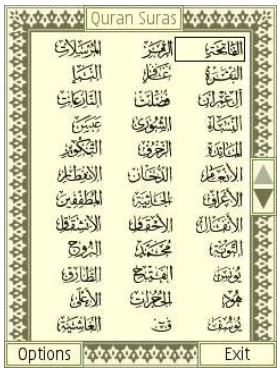 Quran Suras
الفاتحة الزمر المرسلات
البقرة غافر النبأ
آل عمران فصلت النازعات
النساء الشورى عبس
المائدة الزخرف التكوير
الأنعام الدخان الانفطار
الأعراف الجاثية المطففين
الأنفال الأحقاف الانشقاق
التوبة محمد البروج
يونس الفتح الطارق
هود الحجرات الأعلى
يوسف ق الغاشية
Options Exit